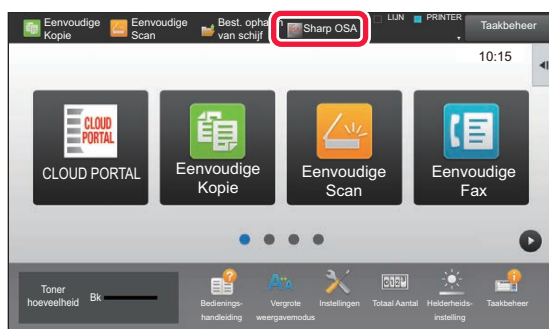 Eenvoudige
Kopie
Eenvoudige
Scan
Best. opha
van schijf
Sharp OSA
LIJN
PRINTER
Taakbeheer
10:15
CLOUD
PORTAL
CLOUD PORTAL
Eenvoudige
Kopie
Eenvoudige
Scan
Eenvoudige
Fax
Toner
hoeveelheid
Bk
Bedienings-
handleiding
Vergrote
weergavemodus
Instellingen
Totaal Aantal
Helderheids-
instelling
Taakbeheer